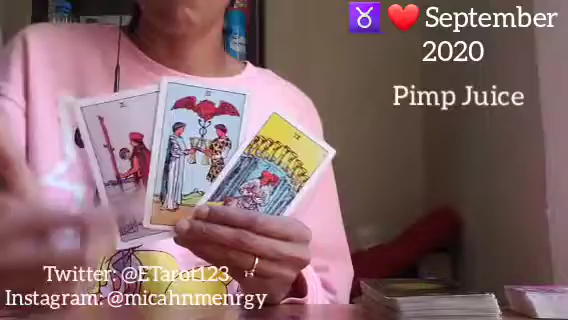 ♉ ❤️ September
2020
Pimp Juice
Twitter: @ETarot123
Instagram: @micahnmenrgy